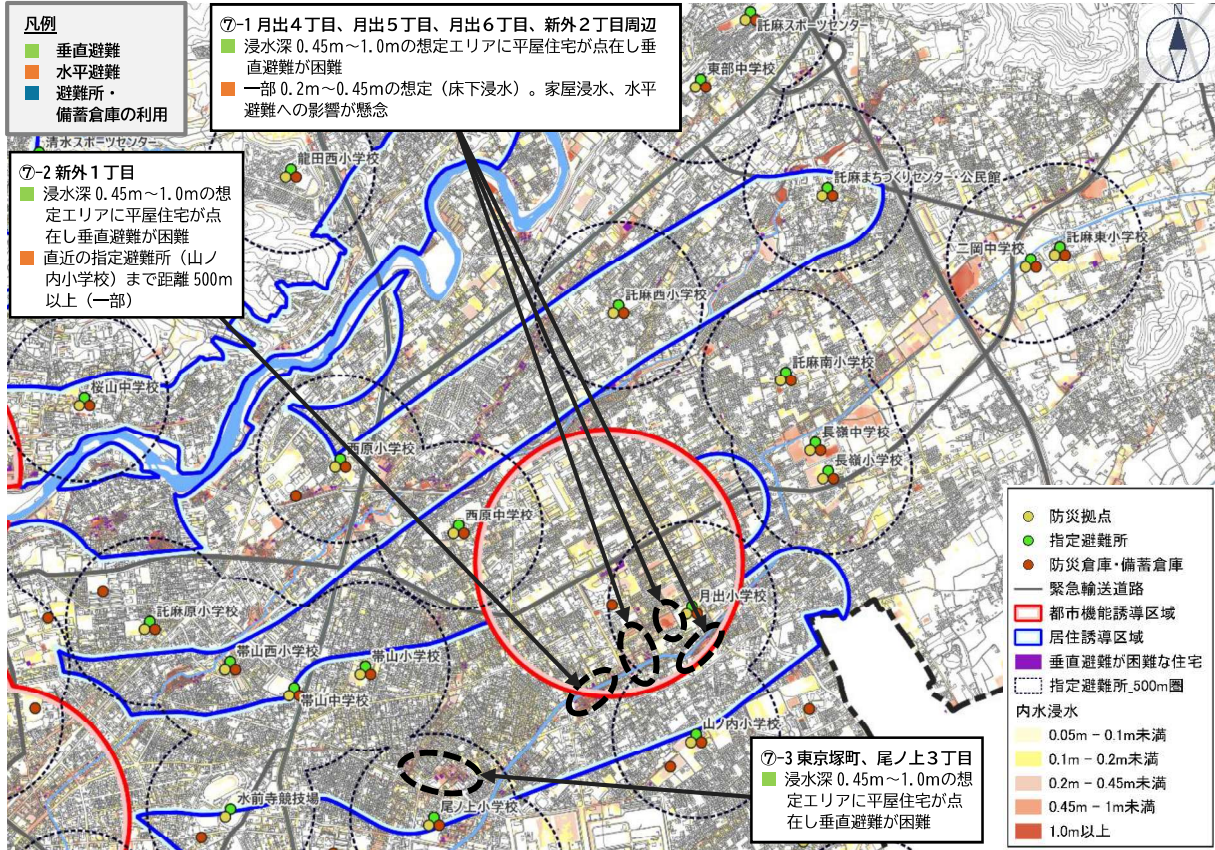 凡例
垂直避難
水平避難
避難所・
備蓄倉庫の利用
⑦-1 月出4丁目、月出5丁目、月出6丁目、新外2丁目周辺
浸水深0.45m~1.0mの想定エリアに平屋住宅が点在し垂
直避難が困難
一部0.2m~0.45mの想定（床下浸水）。家屋浸水、水平
避難への影響が懸念
⑦-2 新外1丁目
浸水深0.45m~1.0mの想
定エリアに平屋住宅が点
在し垂直避難が困難
直近の指定避難所（山ノ
内小学校）まで距離500m
以上（一部）
N
託麻スポーツセンター
東部中学校
清水スポーツセンター
龍田西小学校
託麻まちづくりセンター・公民館
二岡中学校
託麻東小学校
託麻西小学校
託麻南小学校
桜山中学校
長嶺中学校
西原小学校
長嶺小学校
西原中学校
月出小学校
託麻原小学校
帯山西小学校
帯山小学校
帯山中学校
山ノ内小学校
水前寺競技場
尾ノ上小学校
⑦-3 東京塚町、尾ノ上3丁目
浸水深0.45m~1.0mの想
定エリアに平屋住宅が点
在し垂直避難が困難
防災拠点
指定避難所
防災倉庫・備蓄倉庫
緊急輸送道路
都市機能誘導区域
居住誘導区域
垂直避難が困難な住宅
指定避難所_500m圏
内水浸水
0.05m - 0.1m未満
0.1m - 0.2m未満
0.2m - 0.45m未満
0.45m - 1m未満
1.0m以上